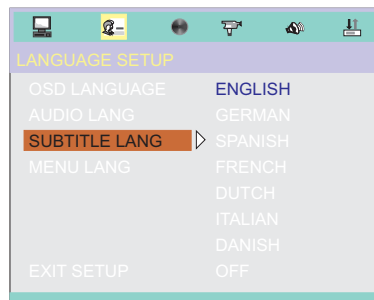 LANGUAGE SETUP
OSD LANGUAGE ENGLISH
AUDIO LANG GERMAN
SUBTITLE LANG SPANISH
MENU LANG FRENCH
DUTCH
ITALIAN
DANISH
EXIT SETUP OFF